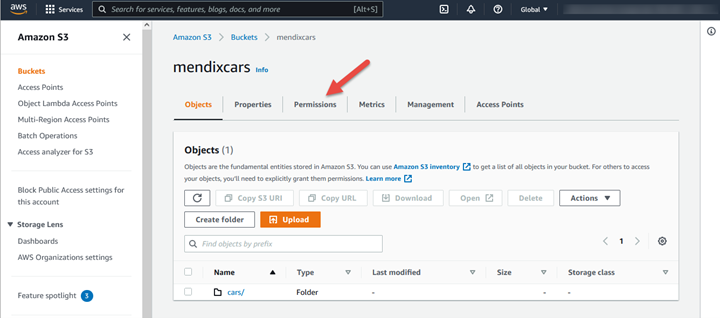 aws
Services
Search for services, features, blogs, docs, and more
[Alt+S]
Global
Amazon S3
Buckets
Access Points
Object Lambda Access Points
Multi-Region Access Points
Batch Operations
Access analyzer for S3
Block Public Access settings for
this account
Storage Lens
Dashboards
AWS Organizations settings
Feature spotlight 3
Amazon S3 > Buckets > mendixcars
mendixcars Info
Objects Properties Permissions Metrics Management Access Points
Objects (1)
Objects are the fundamental entities stored in Amazon S3. You can use Amazon S3 inventory to get a list of all objects in your bucket. For others to access
your objects, you'll need to explicitly grant them permissions. Learn more
Copy S3 URI Copy URL Download Open Delete Actions
Create folder Upload
Find objects by prefix
1
Name Type Last modified Size Storage class
cars/ Folder - - -